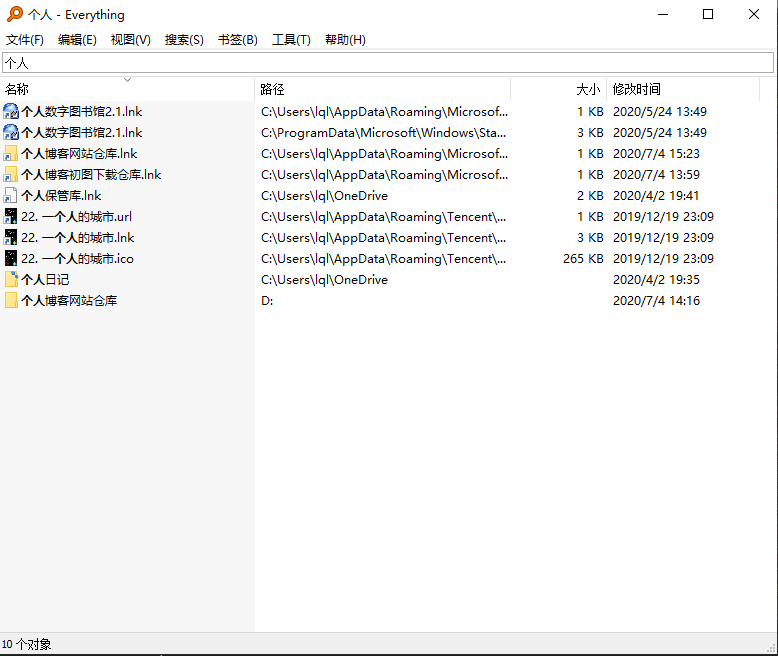 个人 - Everything
文件(F) 编辑(E) 视图(V) 搜索(S) 书签(B) 工具(T) 帮助(H)
个人
名称 路径 大小 修改时间
个人数字图书馆2.1.lnk C:\Users\lql\AppData\Roaming\Microsof... 1 KB 2020/5/24 13:49
个人数字图书馆2.1.lnk C:\ProgramData\Microsoft\Windows\Sta... 3 KB 2020/5/24 13:49
个人博客网站仓库.lnk C:\Users\lql\AppData\Roaming\Microsof... 1 KB 2020/7/4 15:23
个人博客初图下载仓库.lnk C:\Users\lql\AppData\Roaming\Microsof... 1 KB 2020/7/4 13:59
个人保管库.lnk C:\Users\lql\OneDrive 2 KB 2020/4/2 19:41
22. 一个人的城市.url C:\Users\lql\AppData\Roaming\Tencent\... 1 KB 2019/12/19 23:09
22. 一个人的城市.lnk C:\Users\lql\AppData\Roaming\Tencent\... 3 KB 2019/12/19 23:09
22. 一个人的城市.ico C:\Users\lql\AppData\Roaming\Tencent\... 265 KB 2019/12/19 23:09
个人日记 C:\Users\lql\OneDrive 2020/4/2 19:35
个人博客网站仓库 D: 2020/7/4 14:16
10 个对象